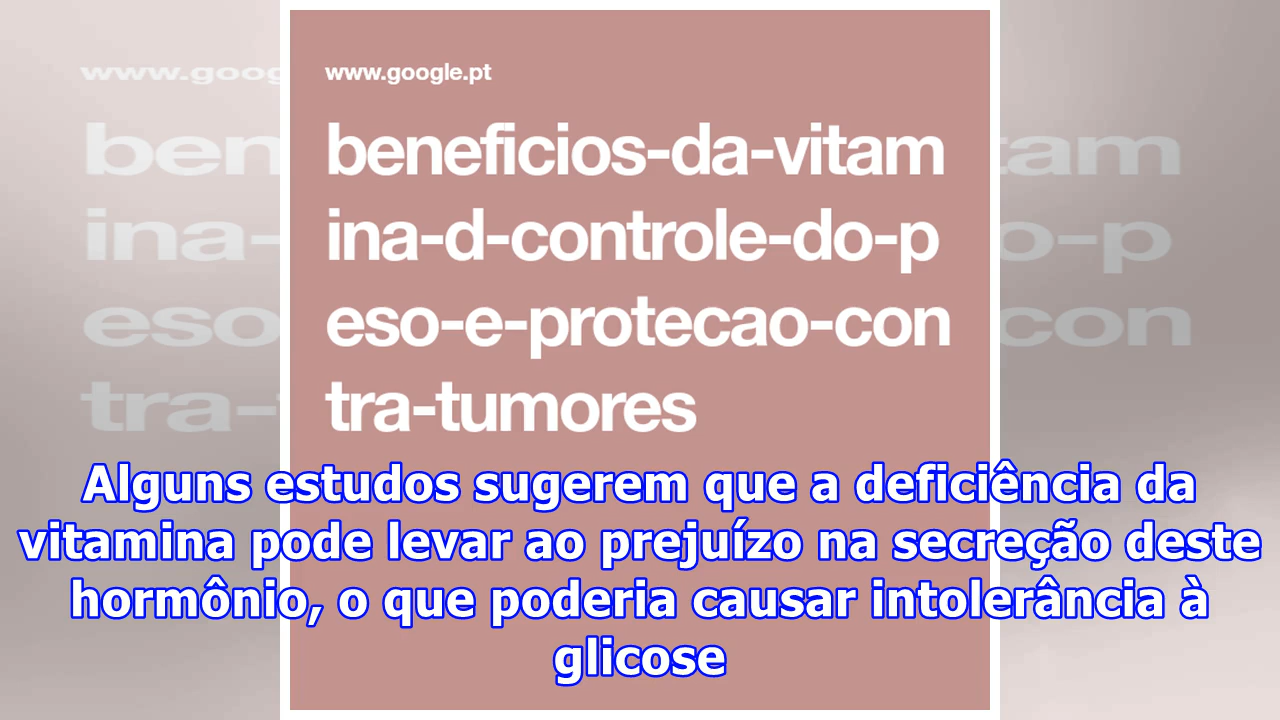 www.google.pt
beneficios-da-vitam
ina-d-controle-do-p
eso-e-protecao-con
tra-tumores
Alguns estudos sugerem que a deficiência da
vitamina pode levar ao prejuízo na secreção deste
hormônio, o que poderia causar intolerância à
glicose